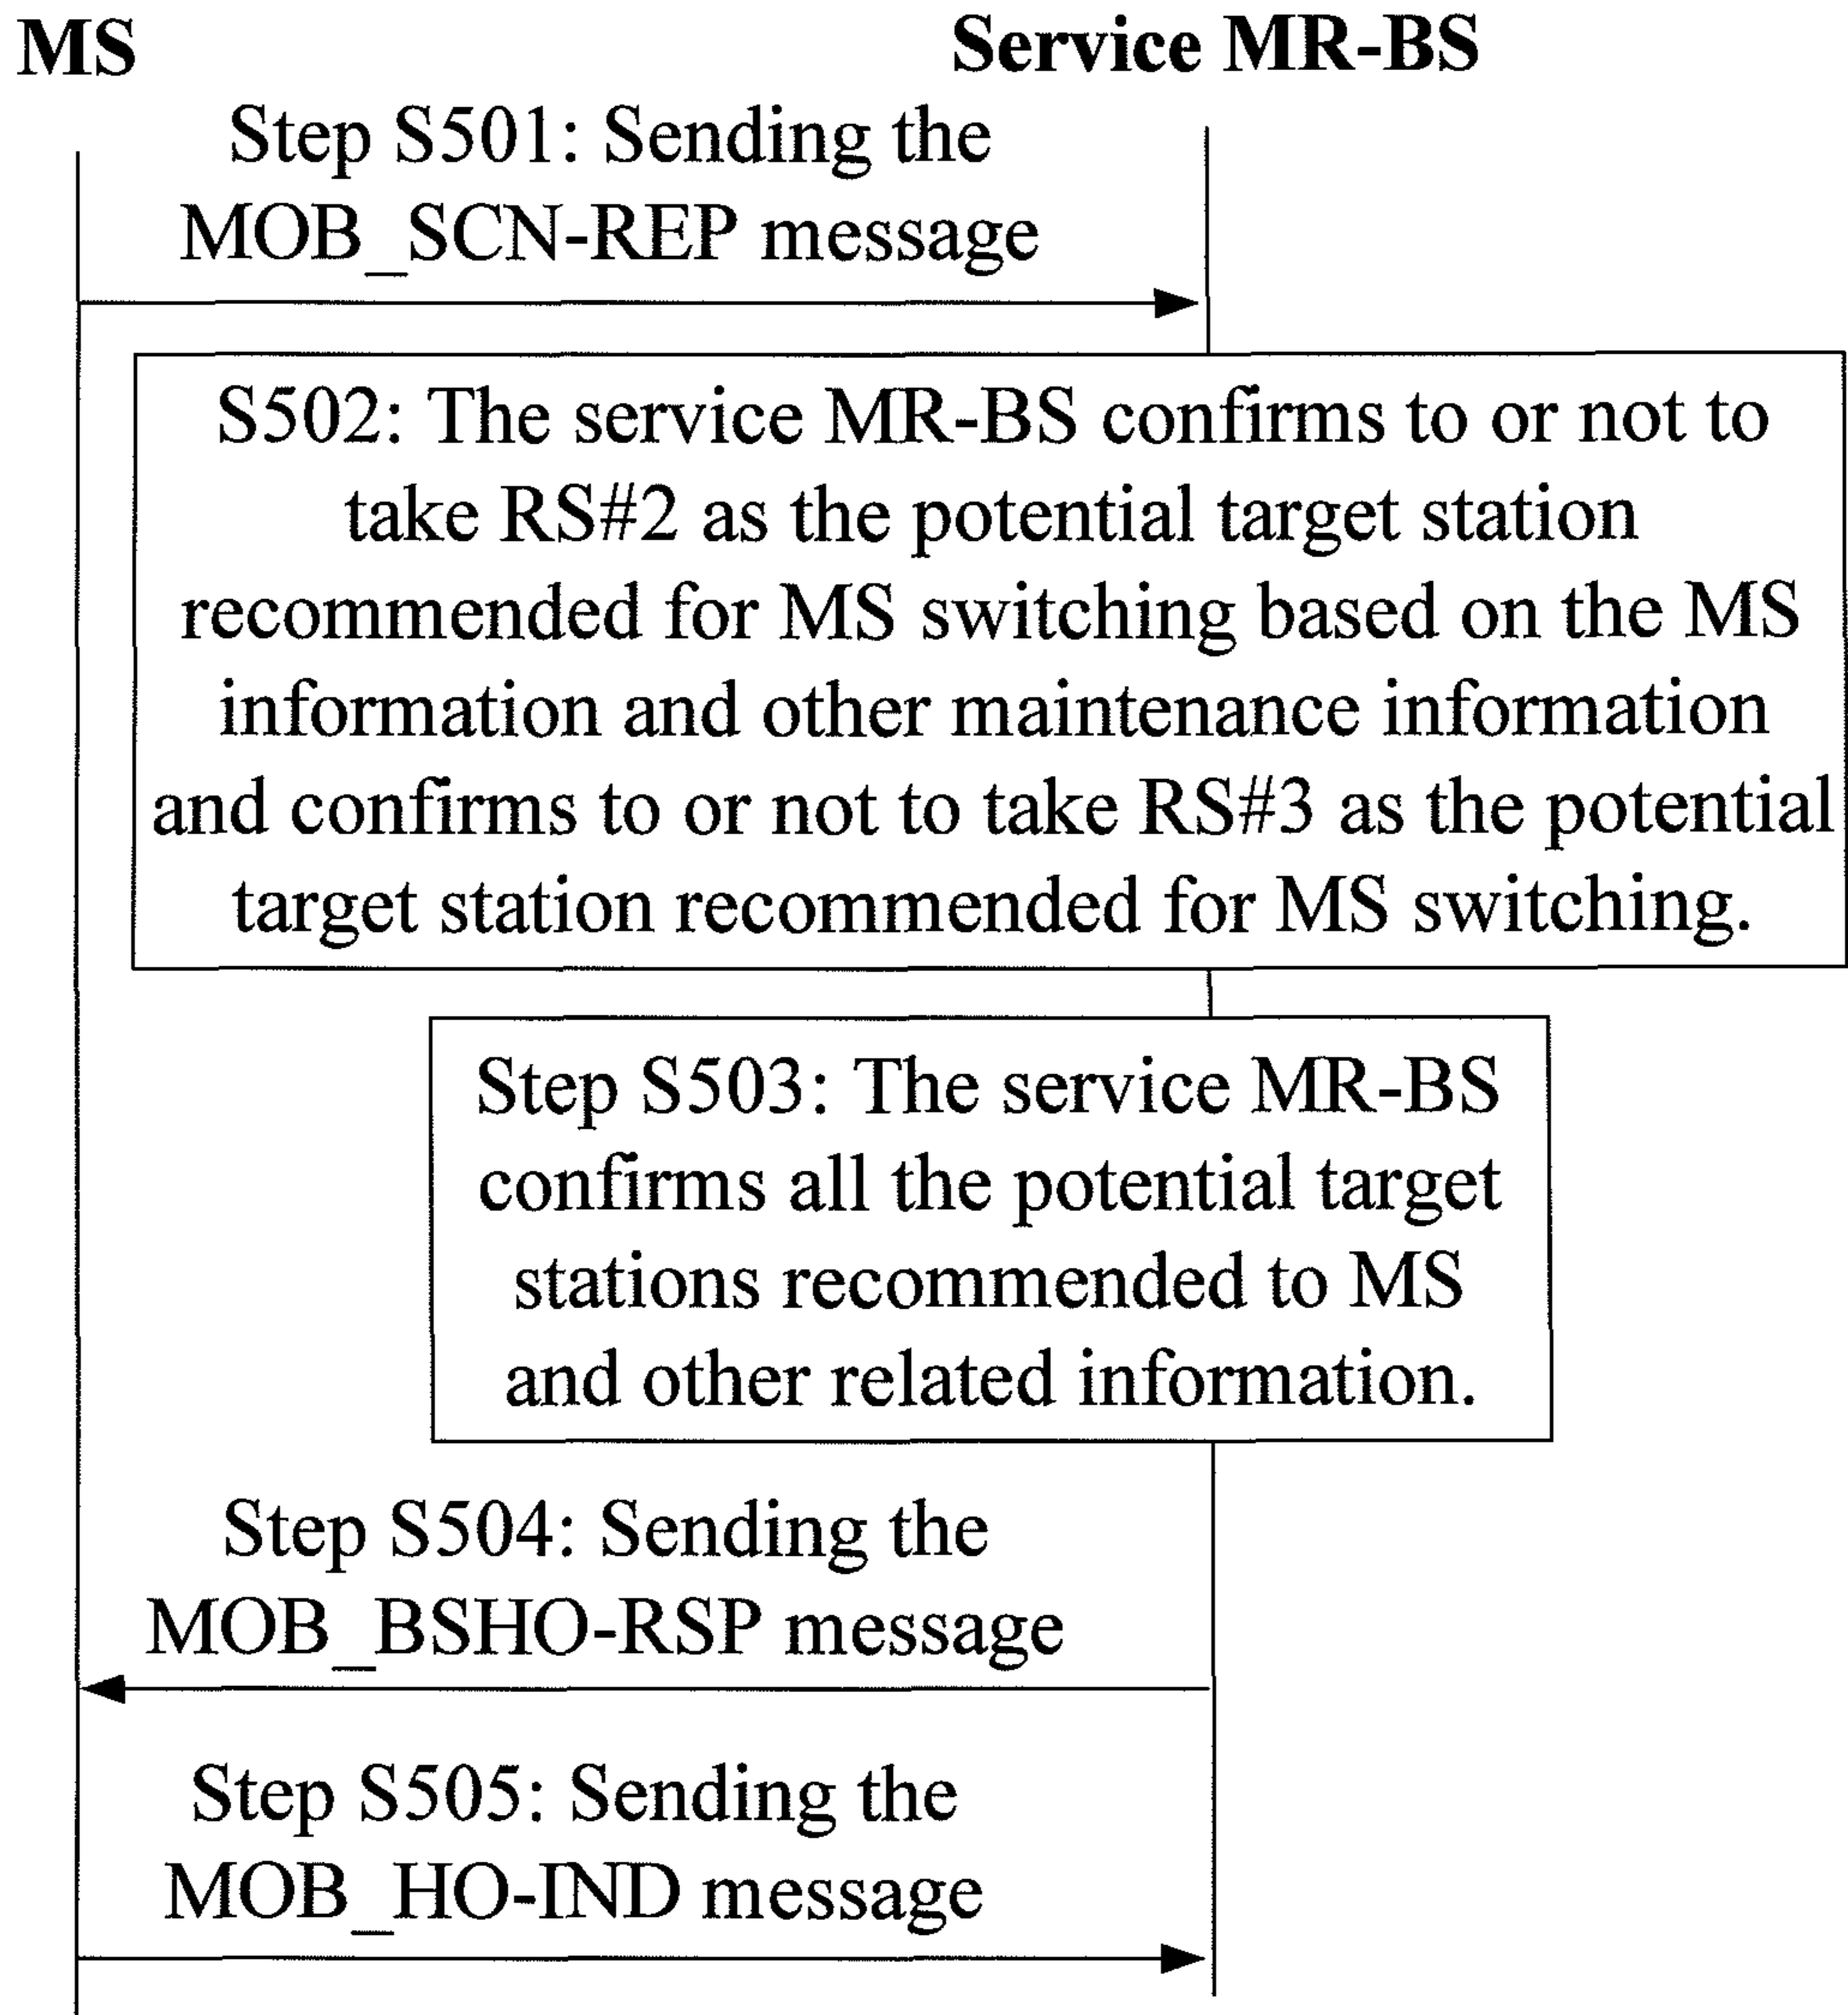 MS
Service MR-BS
Step S501: Sending the
MOB_SCN-REP message
S502: The service MR-BS confirms to or not to
take RS#2 as the potential target station
recommended for MS switching based on the MS
information and other maintenance information
and confirms to or not to take RS#3 as the potential
target station recommended for MS switching.
Step S503: The service MR-BS
confirms all the potential target
stations recommended to MS
and other related information.
Step S504: Sending the
MOB_BSHO-RSP message
Step S505: Sending the
MOB_HO-IND message